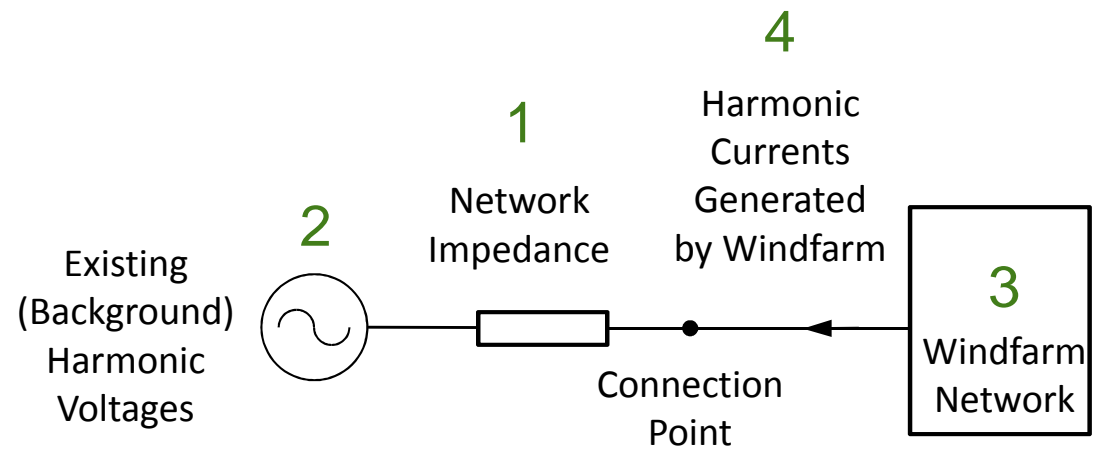 4
Harmonic
Currents
Generated
by Windfarm
1
Network
Impedance
2
Existing
(Background)
Harmonic
Voltages
3
Windfarm
Network
Connection
Point